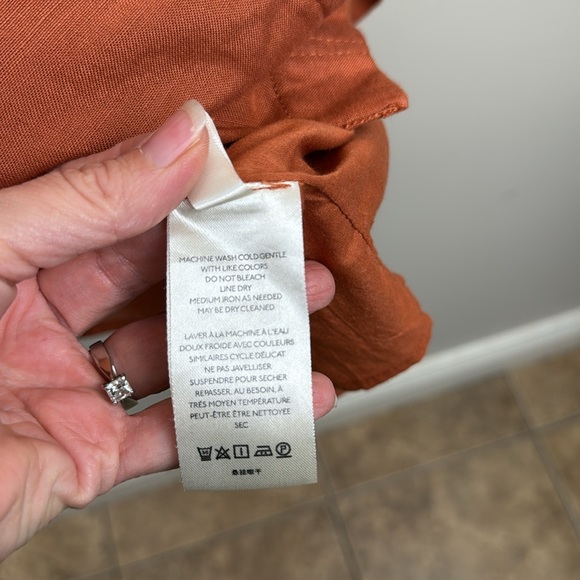 MACHINE WASH COLD GENTLE
WITH LIKE COLORS
DO NOT BLEACH
LINE DRY
MEDIUM IRON AS NEEDED
MAY BE DRY CLEANED
LAVER À LA MACHINE À L'EAU
DOUX FROIDE AVEC COULEURS
SIMILAIRES CYCLE DÉLICAT
NE PAS JAVELLISER
SUSPENDRE POUR SECHER
REPASSER, AU BESOIN, À
TRÈS MOYEN TEMPÉRATURE
PEUT-ÊTRE ÊTRE NETTOYÉE
SEC